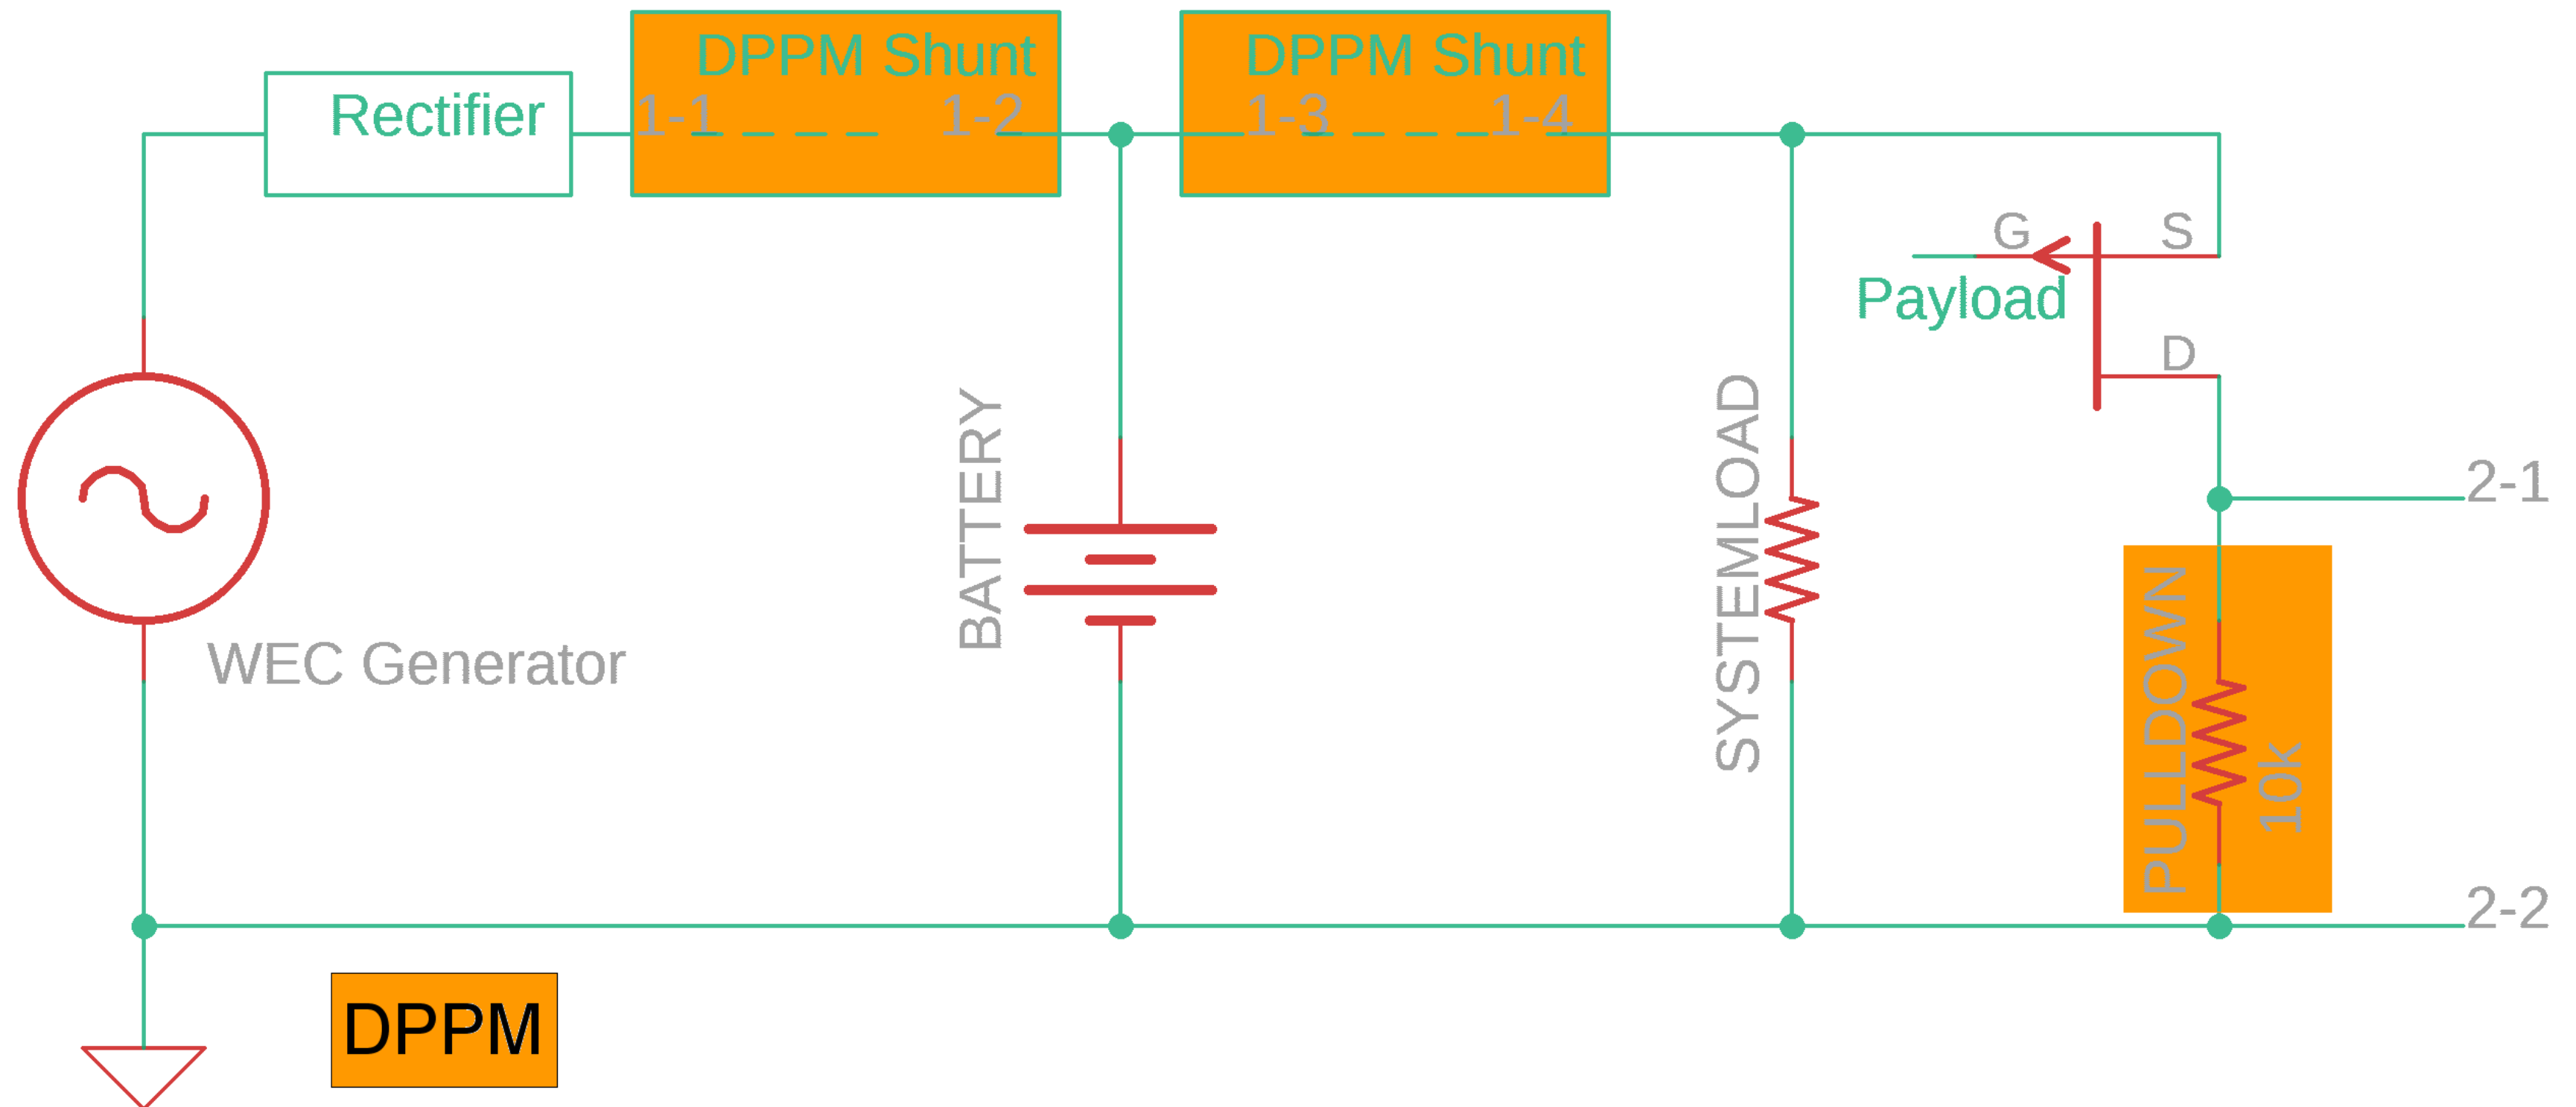 DPPM Shunt
DPPM Shunt
Rectifier
1-1
1-2
1-3
1-4
G
S
Payload
D
BATTERY
SYSTEMLOAD
2-1
WEC Generator
PULLDOWN
10k
2-2
DPPM